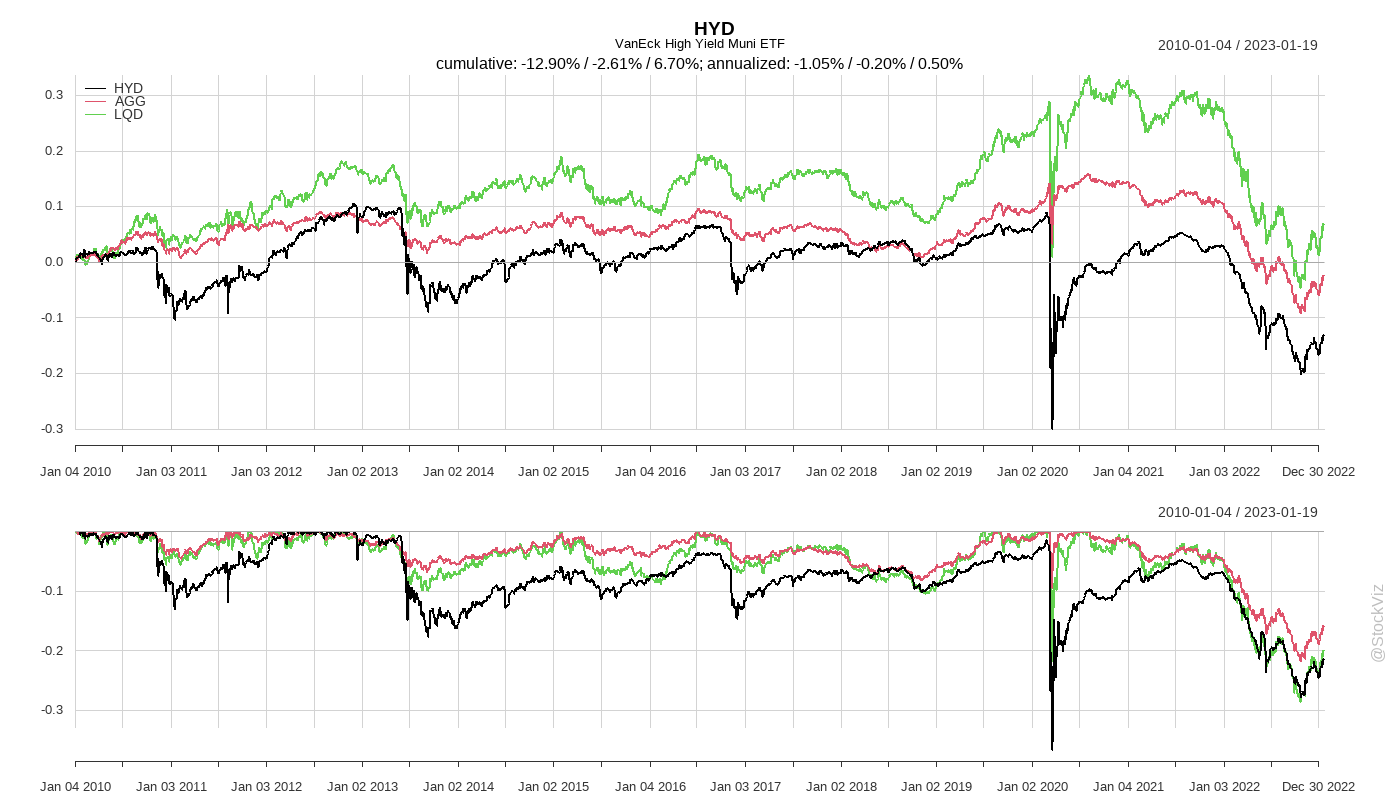 HYD
VanEck High Yield Muni ETF
2010-01-04 / 2023-01-19
cumulative: -12.90% / -2.61% / 6.70%; annualized: -1.05% / -0.20% / 0.50%
HYD
AGG
LQD
0.3
0.2
0.1
0.0
-0.1
-0.2
-0.3
Jan 04 2010 Jan 03 2011 Jan 03 2012 Jan 02 2013 Jan 02 2014 Jan 02 2015 Jan 04 2016 Jan 03 2017 Jan 02 2018 Jan 02 2019 Jan 02 2020 Jan 04 2021 Jan 03 2022 Dec 30 2022
2010-01-04 / 2023-01-19
-0.1
-0.2
-0.3
@StockViz
Jan 04 2010 Jan 03 2011 Jan 03 2012 Jan 02 2013 Jan 02 2014 Jan 02 2015 Jan 04 2016 Jan 03 2017 Jan 02 2018 Jan 02 2019 Jan 02 2020 Jan 04 2021 Jan 03 2022 Dec 30 2022